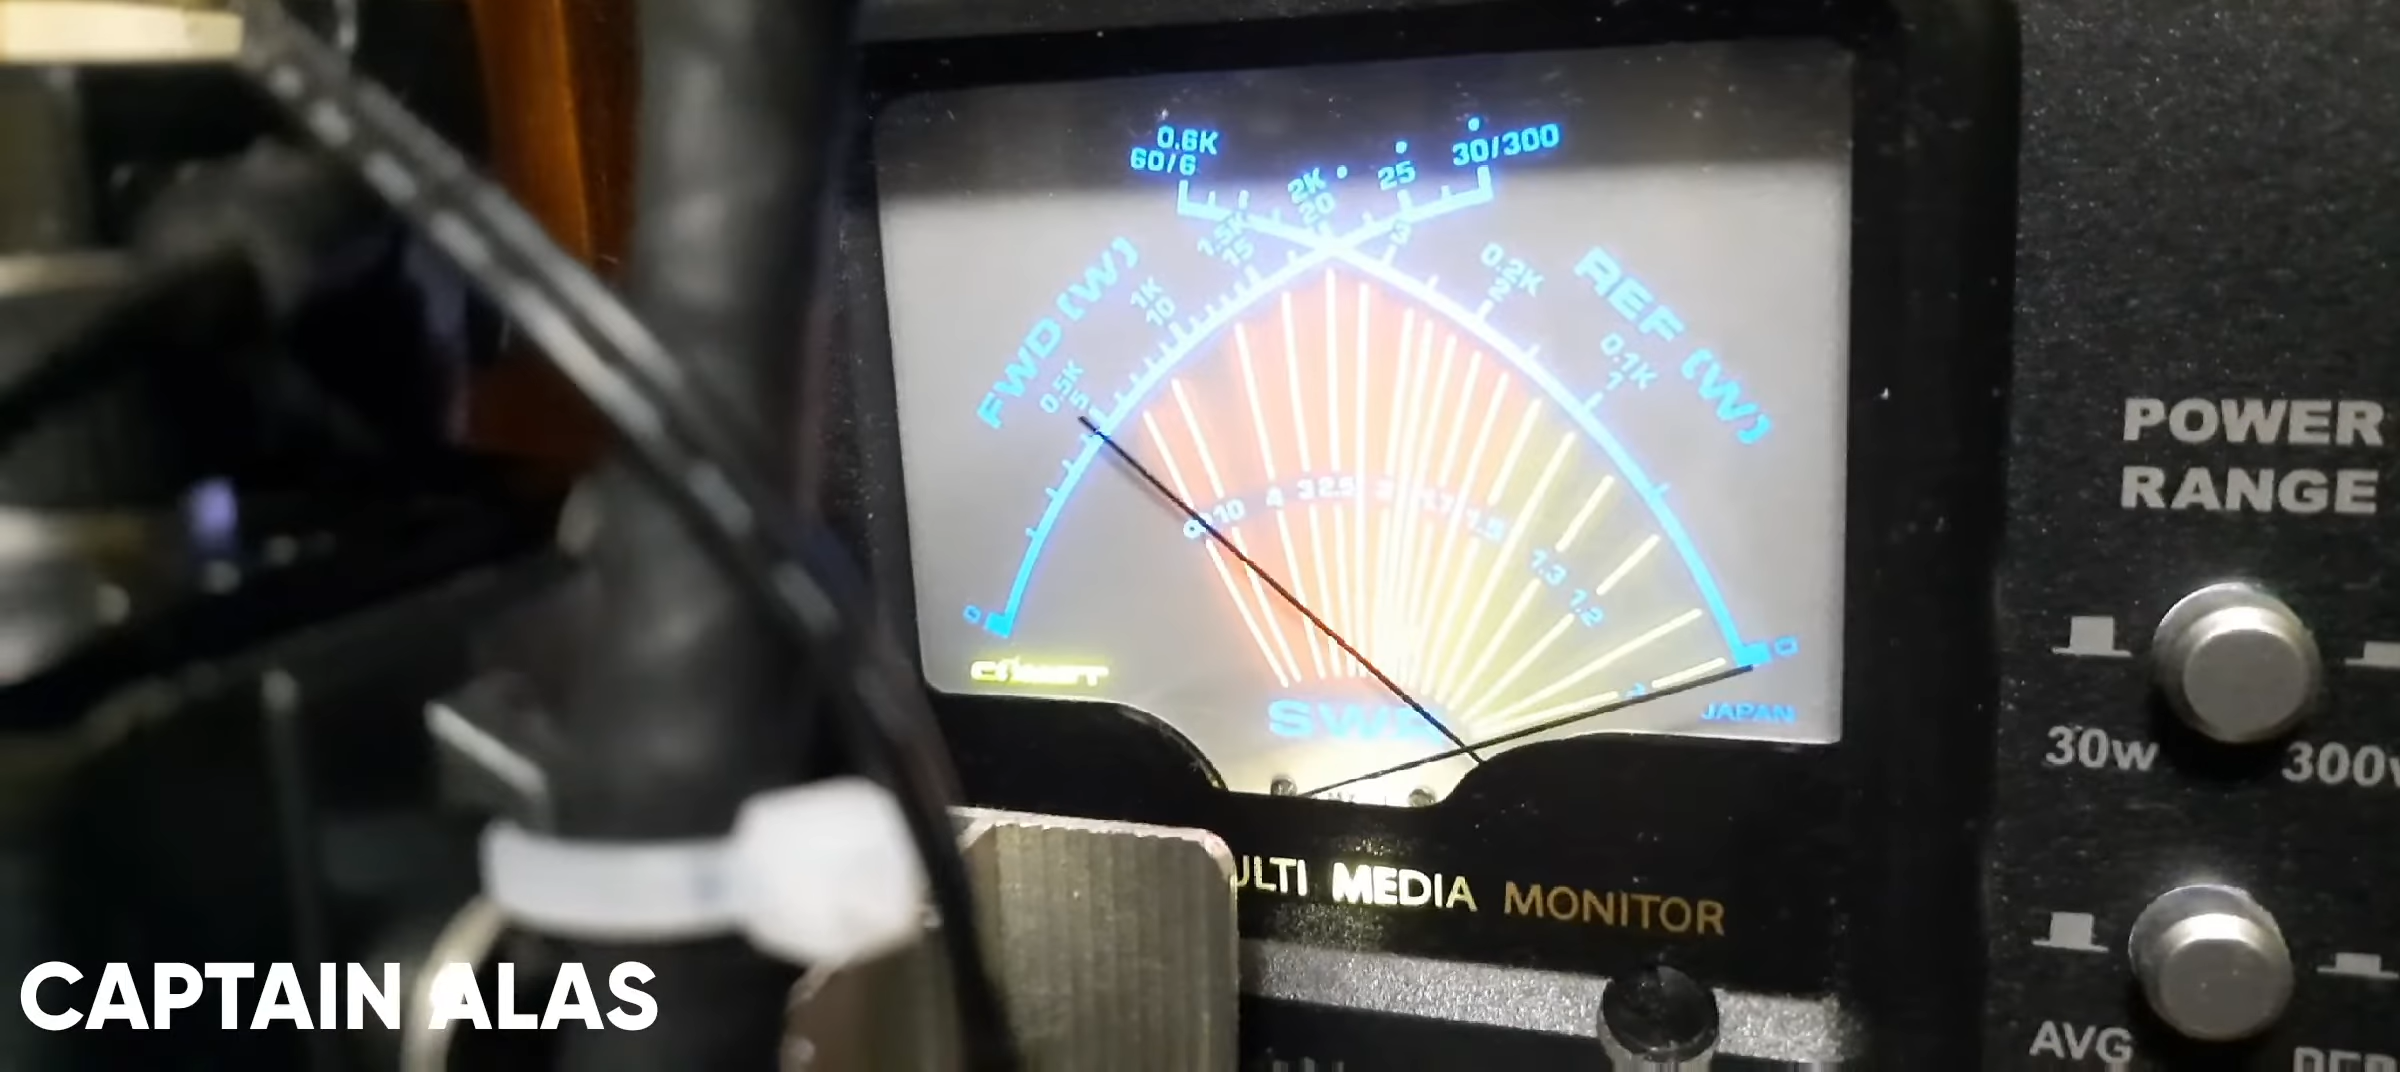 0.6K
60/6
2K
20
25
30/300
1.5K
15
3
0.2K
2
1K
10
0.1K
1
0.5K
5
FWD (W)
REF (W)
∞ 10 4 3 2.5 2 1.7 1.5 1.3 1.2
0
0
COMET
SWR
JAPAN
ULTI MEDIA MONITOR
POWER
RANGE
30w
300w
AVG
CAPTAIN ALAS